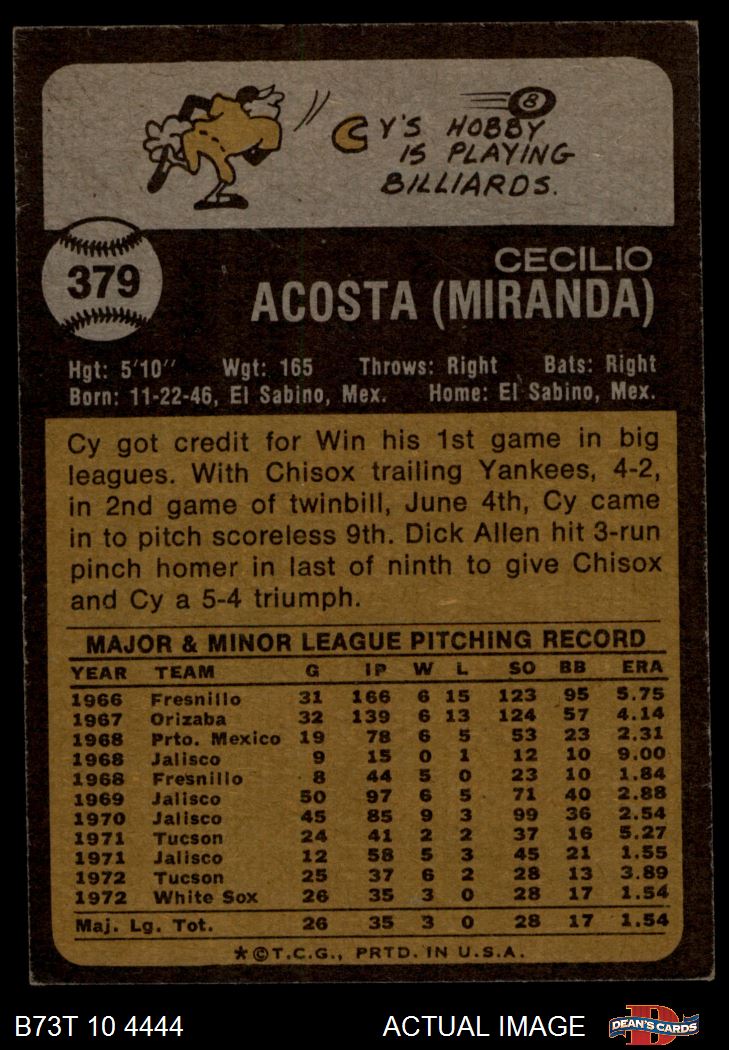 8
CY'S HOBBY
IS PLAYING
BILLIARDS.
379
CECILIO
ACOSTA (MIRANDA)
Hgt: 5'10" Wgt: 165 Throws: Right Bats: Right
Born: 11-22-46, El Sabino, Mex. Home: El Sabino, Mex.
Cy got credit for Win his 1st game in big
leagues. With Chisox trailing Yankees, 4-2,
in 2nd game of twinbill, June 4th, Cy came
in to pitch scoreless 9th. Dick Allen hit 3-run
pinch homer in last of ninth to give Chisox
and Cy a 5-4 triumph.
MAJOR & MINOR LEAGUE PITCHING RECORD
YEAR TEAM G IP W L SO BB ERA
1966 Fresnillo 31 166 6 15 123 95 5.75
1967 Orizaba 32 139 6 13 124 57 4.14
1968 Prto. Mexico 19 78 6 5 53 23 2.31
1968 Jalisco 9 15 0 1 12 10 9.00
1968 Fresnillo 8 44 5 0 23 10 1.84
1969 Jalisco 50 97 6 5 71 40 2.88
1970 Jalisco 45 85 9 3 99 36 2.54
1971 Tucson 24 41 2 2 37 16 5.27
1971 Jalisco 12 58 5 3 45 21 1.55
1972 Tucson 25 37 6 2 28 13 3.89
1972 White Sox 26 35 3 0 28 17 1.54
Maj. Lg. Tot. 26 35 3 0 28 17 1.54
*©T.C.G., PRTD. IN U.S.A.
B73T 10 4444 ACTUAL IMAGE D DEAN'S CARDS